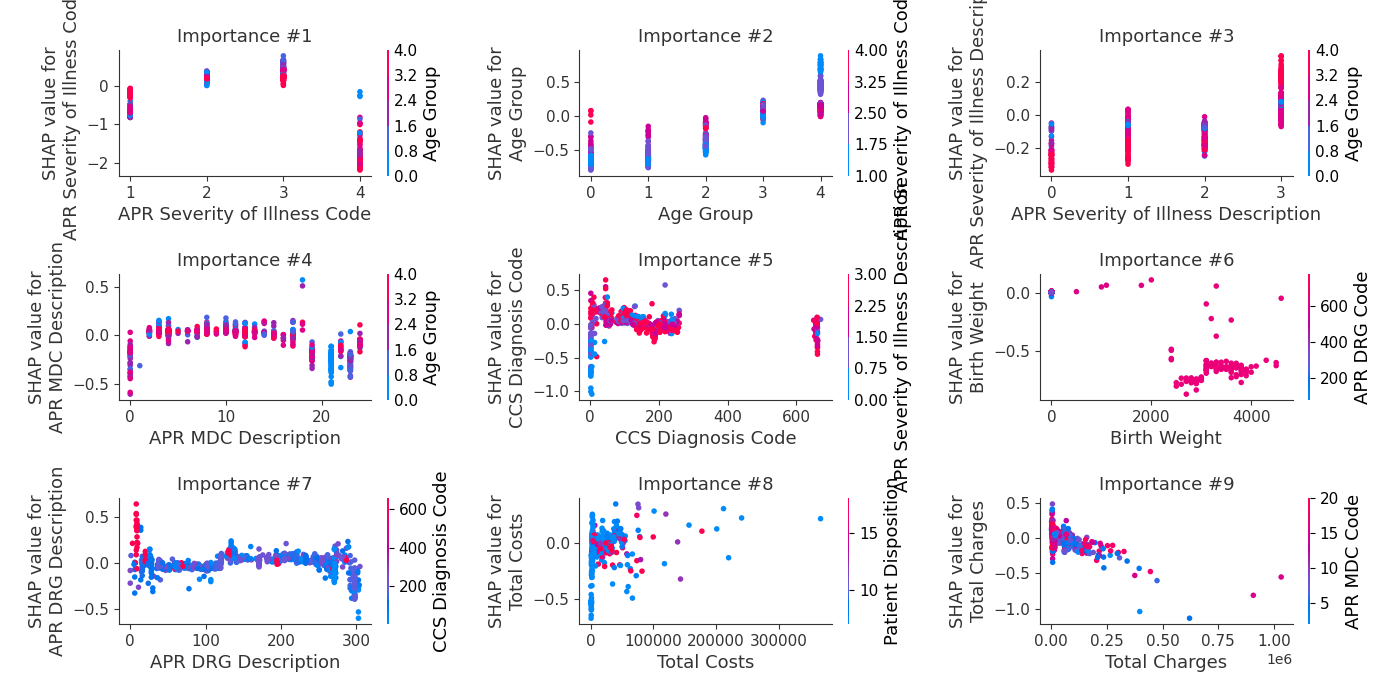 Importance #1
SHAP value for
APR Severity of Illness Cod
0
−1
−2
1 2 3 4
APR Severity of Illness Code
4.0
3.2
2.4
1.6
0.8
0.0
Age Group
Importance #2
SHAP value for
Age Group
0.5
0.0
−0.5
0 1 2 3 4
Age Group
4.00
3.25
2.50
1.75
1.00
APR Severity of Illness Cod
Importance #3
SHAP value for
APR Severity of Illness Descrip
0.2
0.0
−0.2
0 1 2 3
APR Severity of Illness Description
4.0
3.2
2.4
1.6
0.8
0.0
Age Group
Importance #4
SHAP value for
APR MDC Description
0.5
0.0
−0.5
0 10 20
APR MDC Description
4.0
3.2
2.4
1.6
0.8
0.0
Age Group
Importance #5
SHAP value for
CCS Diagnosis Code
0.5
0.0
−0.5
−1.0
0 200 400 600
CCS Diagnosis Code
3.00
2.25
1.50
0.75
0.00
APR Severity of Illness Description
Importance #6
SHAP value for
Birth Weight
0.0
−0.5
0 2000 4000
Birth Weight
600
400
200
APR DRG Code
Importance #7
SHAP value for
APR DRG Description
0.5
0.0
−0.5
0 100 200 300
APR DRG Description
600
400
200
CCS Diagnosis Code
Importance #8
SHAP value for
Total Costs
0.0
−0.5
0 100000 200000 300000
Total Costs
15
10
Patient Disposition
Importance #9
SHAP value for
Total Charges
0.5
0.0
−0.5
−1.0
0.00 0.25 0.50 0.75 1.00
1e6
Total Charges
20
15
10
5
APR MDC Code